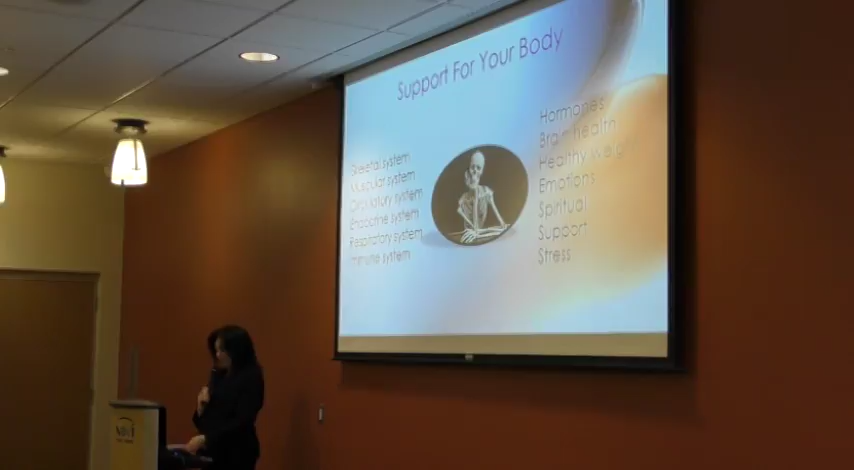 Support For Your Body
Skeletal system
Muscular system
Circulatory system
Endocrine system
Respiratory system
Immune system
Hormones
Brain health
Healthy weight
Emotions
Spiritual
Support
Stress